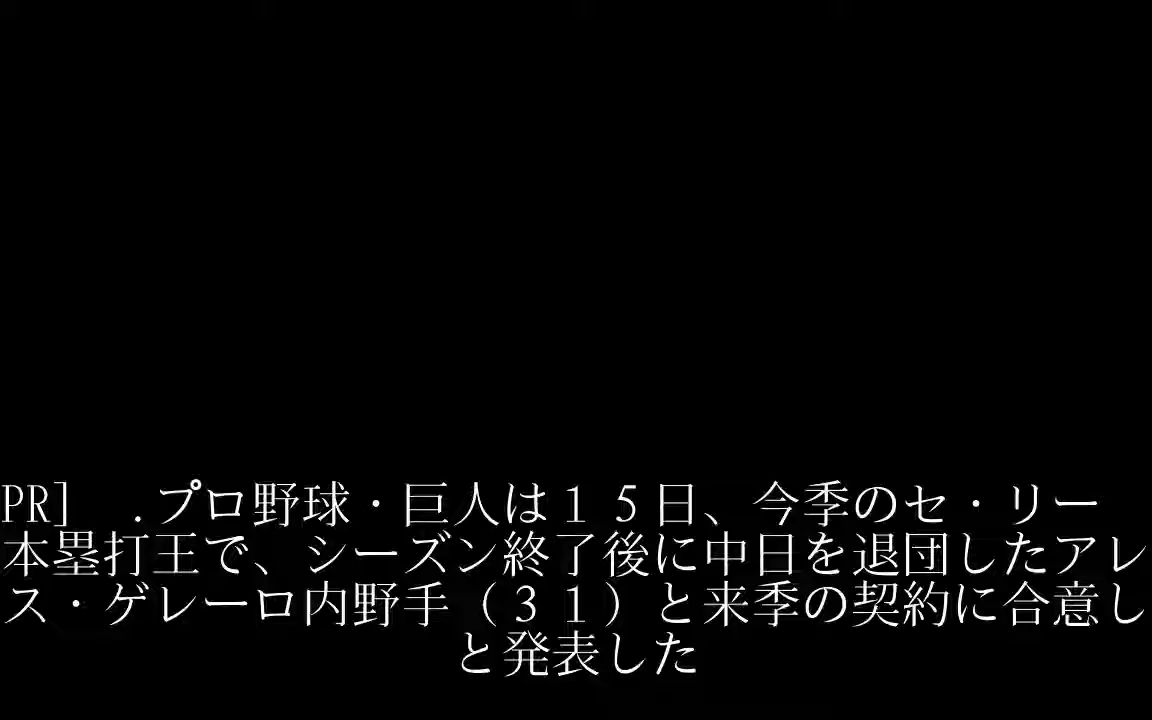 PR]　.プロ野球・巨人は１５日、今季のセ・リー
本塁打王で、シーズン終了後に中日を退団したアレ
ス・ゲレーロ内野手（３１）と来季の契約に合意し
と発表した